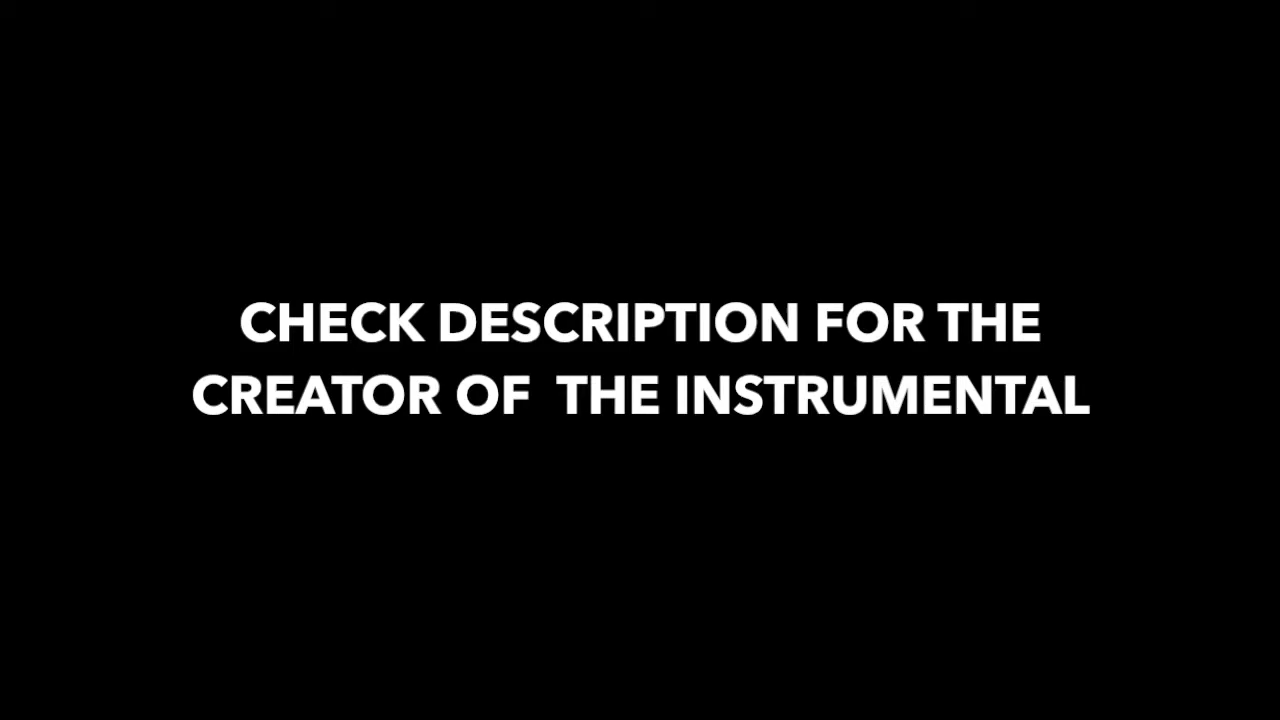 CHECK DESCRIPTION FOR THE
CREATOR OF  THE INSTRUMENTAL